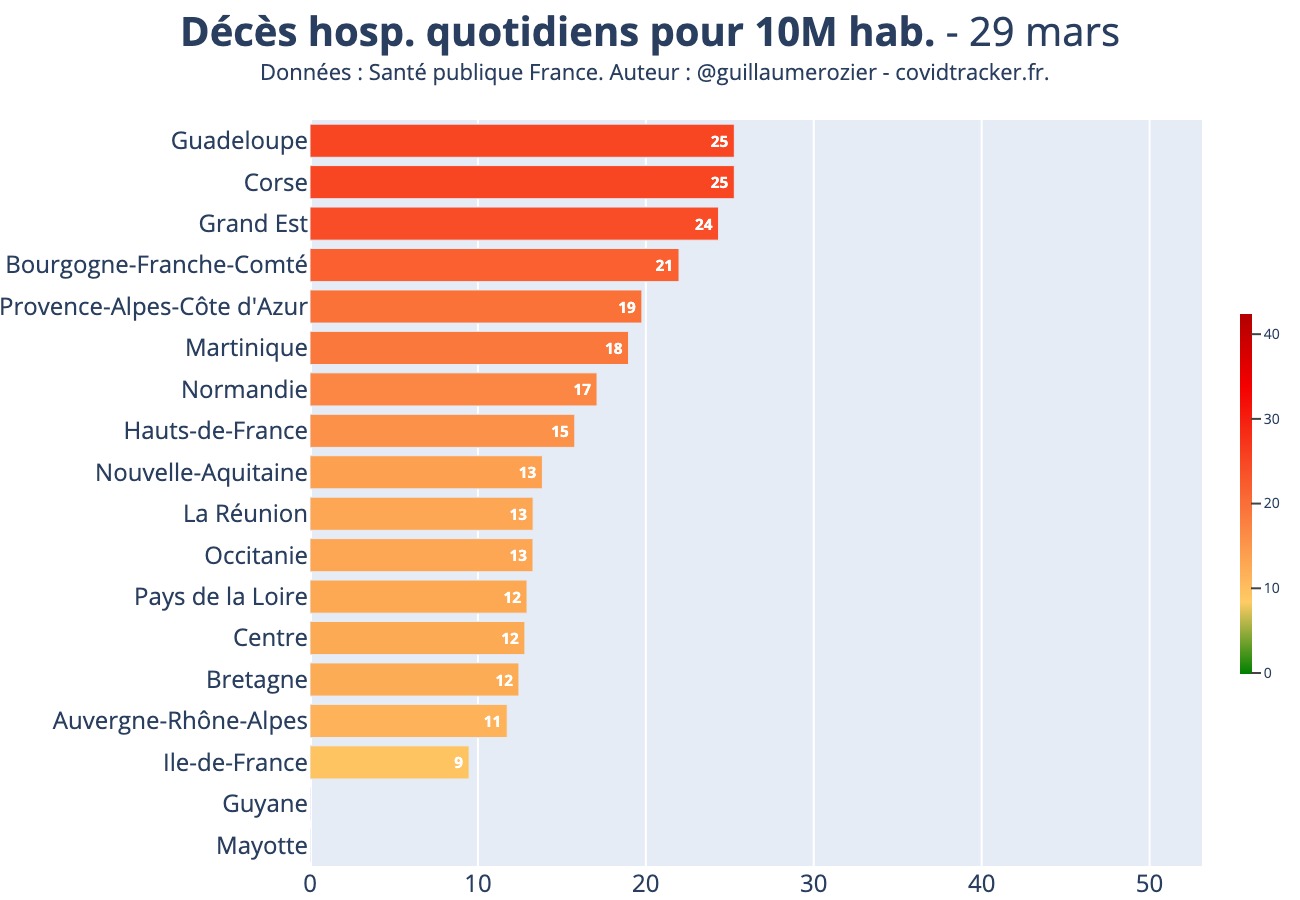 Décès hosp. quotidiens pour 10M hab. - 29 mars
Données : Santé publique France. Auteur : @guillaumerozier - covidtracker.fr.
Guadeloupe 25
Corse 25
Grand Est 24
Bourgogne-Franche-Comté 21
Provence-Alpes-Côte d'Azur 19
Martinique 18
Normandie 17
Hauts-de-France 15
Nouvelle-Aquitaine 13
La Réunion 13
Occitanie 13
Pays de la Loire 12
Centre 12
Bretagne 12
Auvergne-Rhône-Alpes 11
Ile-de-France 9
Guyane
Mayotte
0 10 20 30 40 50
40
30
20
10
0